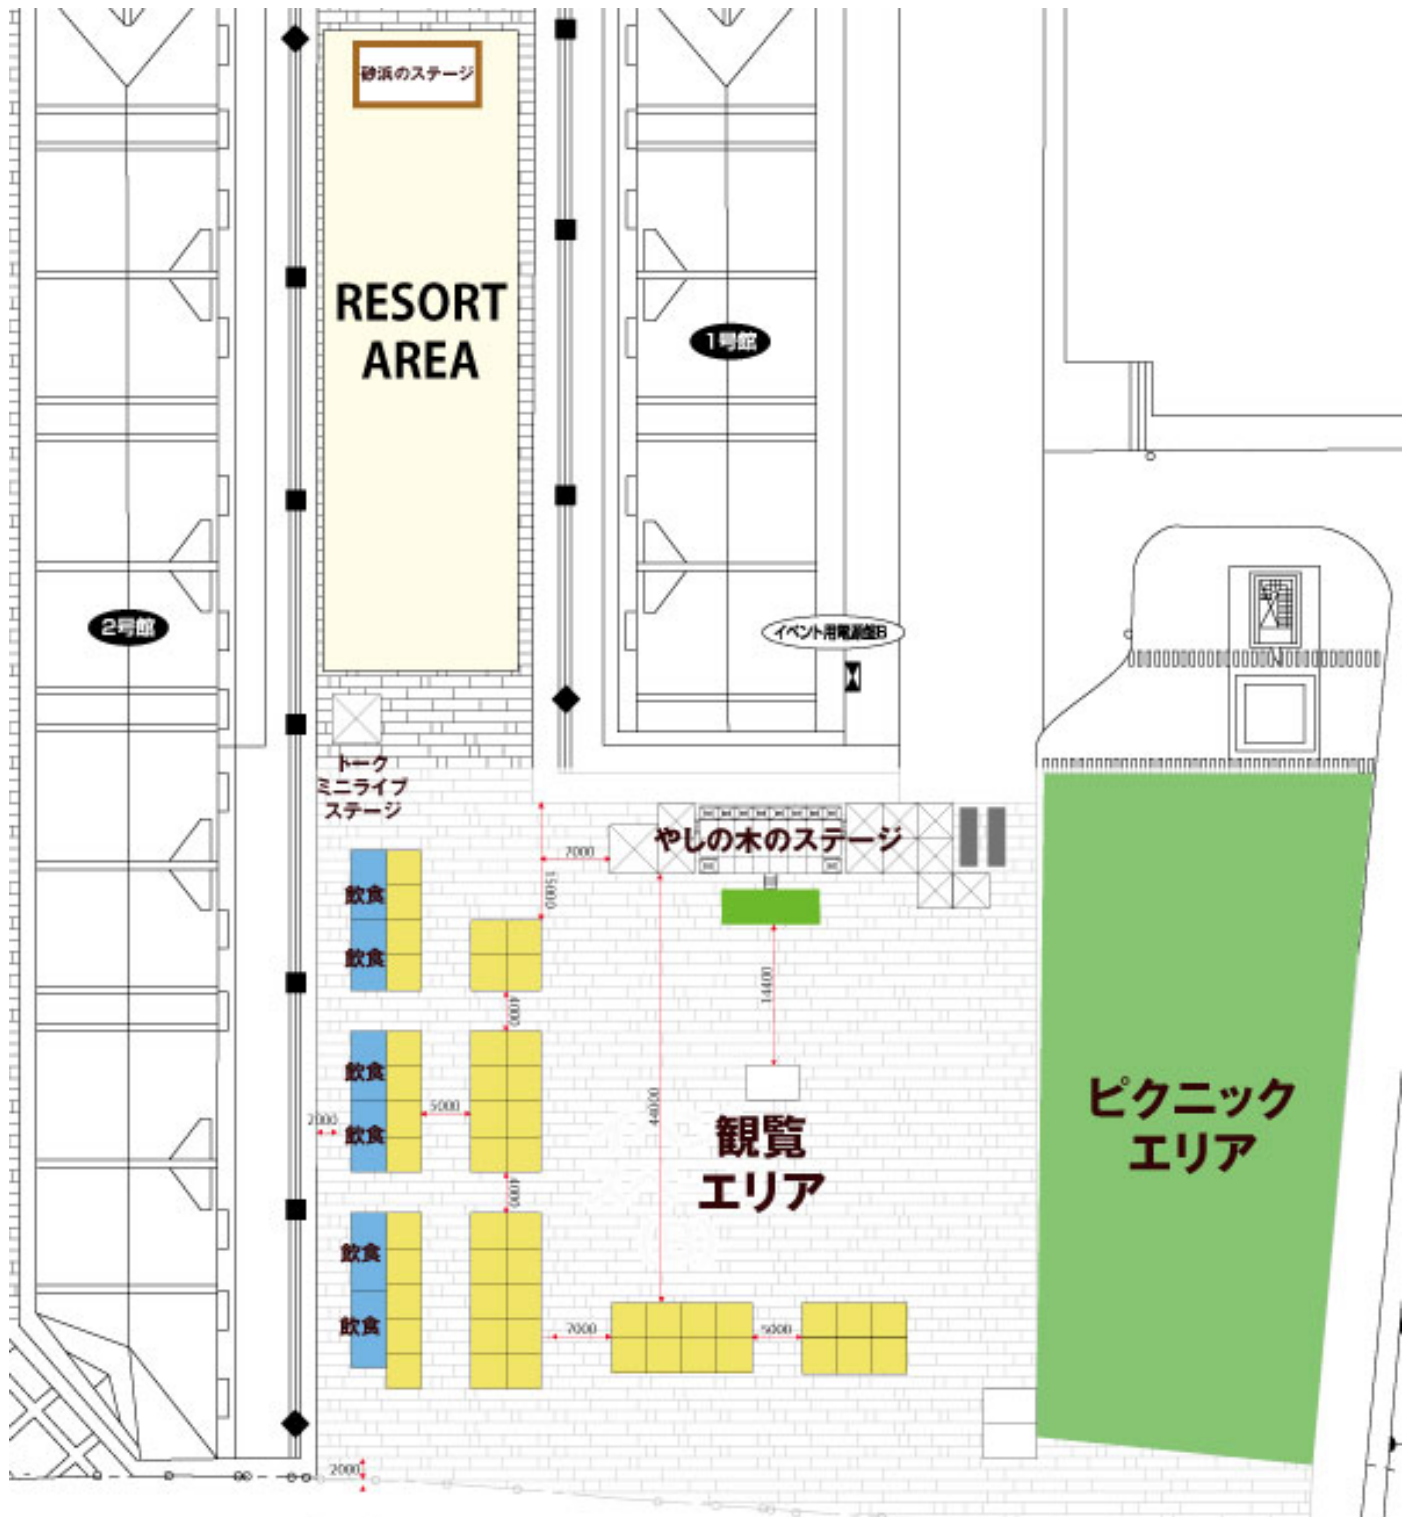 砂浜のステージ
RESORT
AREA
1号館
2号館
イベント用電源盤B
トーク
ミニライブ
ステージ
やしの木のステージ
7000
15000
飲食
飲食
4000
14400
飲食
飲食
5000
2000
44000
4000
観覧
エリア
ピクニック
エリア
飲食
飲食
7000
5000
2000